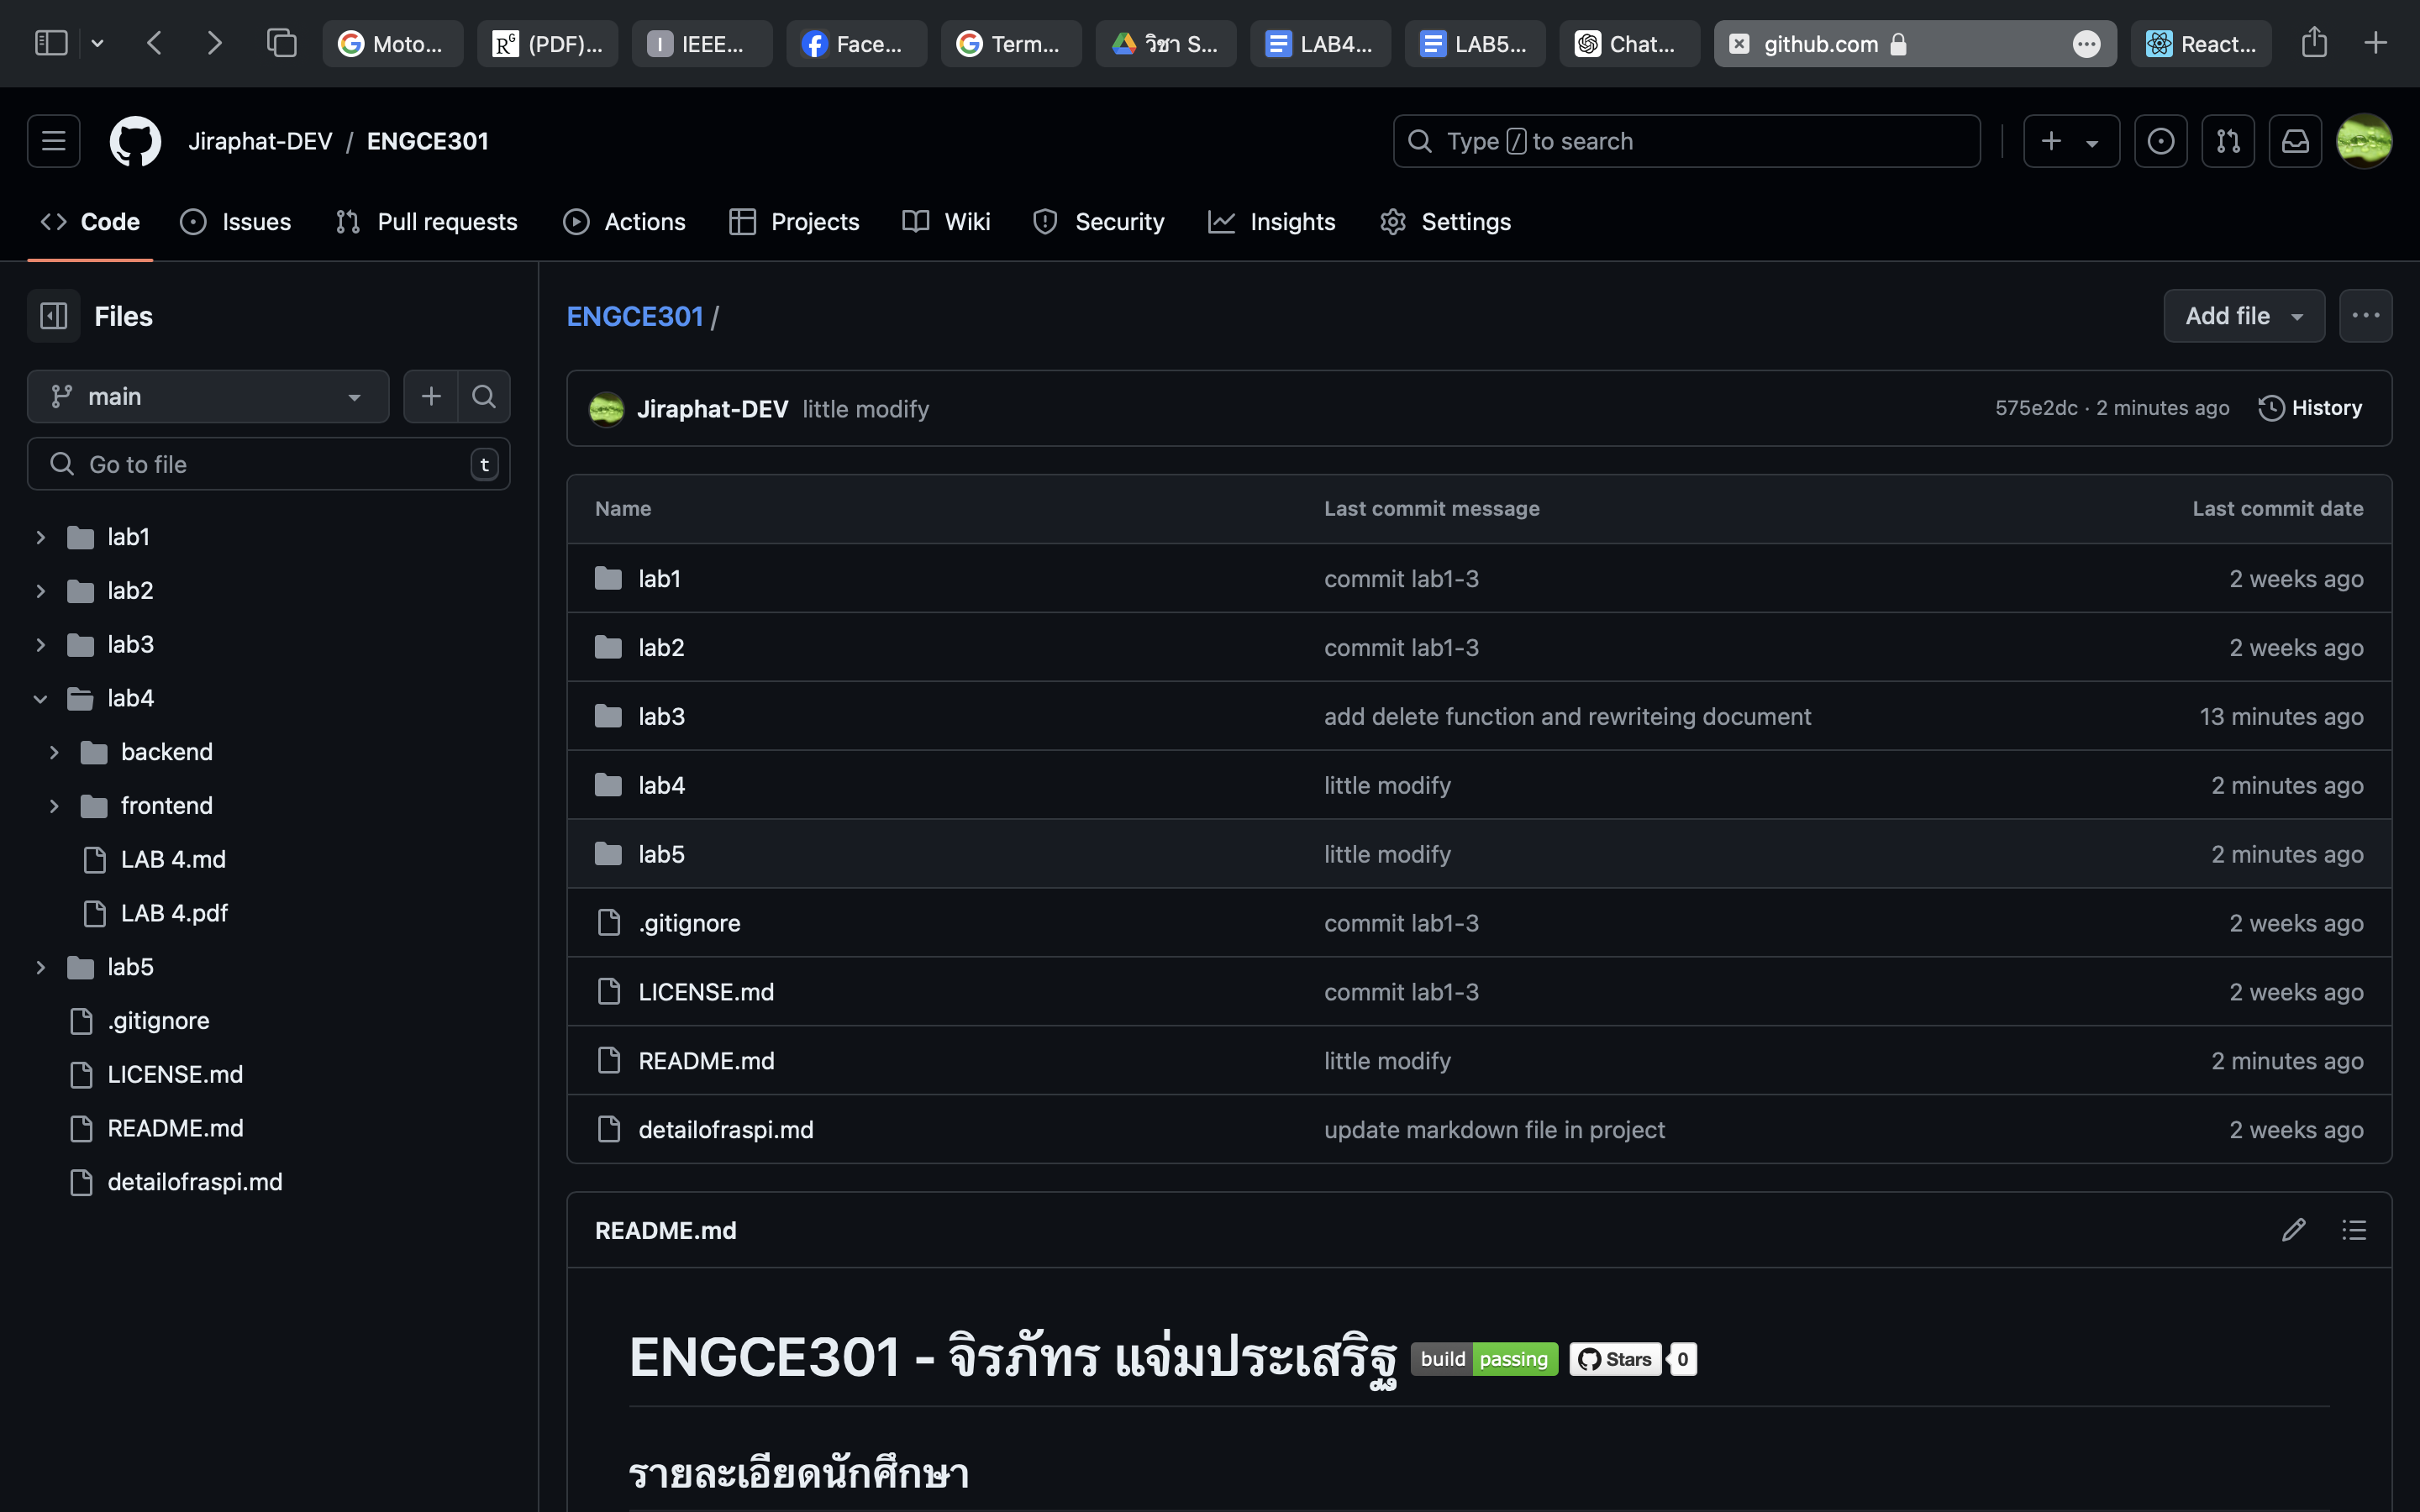 Moto...
RG (PDF)...
I IEEE...
Face...
Term...
วิชา S...
LAB4...
LAB5...
Chat...
github.com
React...
Jiraphat-DEV / ENGCE301
Type / to search
Code
Issues
Pull requests
Actions
Projects
Wiki
Security
Insights
Settings
Files
main
Go to file
t
lab1
lab2
lab3
lab4
backend
frontend
LAB 4.md
LAB 4.pdf
lab5
.gitignore
LICENSE.md
README.md
detailofraspi.md
ENGCE301 /
Add file
Jiraphat-DEV little modify
575e2dc · 2 minutes ago
History
Name Last commit message Last commit date
lab1 commit lab1-3 2 weeks ago
lab2 commit lab1-3 2 weeks ago
lab3 add delete function and rewriteing document 13 minutes ago
lab4 little modify 2 minutes ago
lab5 little modify 2 minutes ago
.gitignore commit lab1-3 2 weeks ago
LICENSE.md commit lab1-3 2 weeks ago
README.md little modify 2 minutes ago
detailofraspi.md update markdown file in project 2 weeks ago
README.md
ENGCE301 - จิรภัทร แจ่มประเสริฐ build passing Stars 0
รายละเอียดนักศึกษา